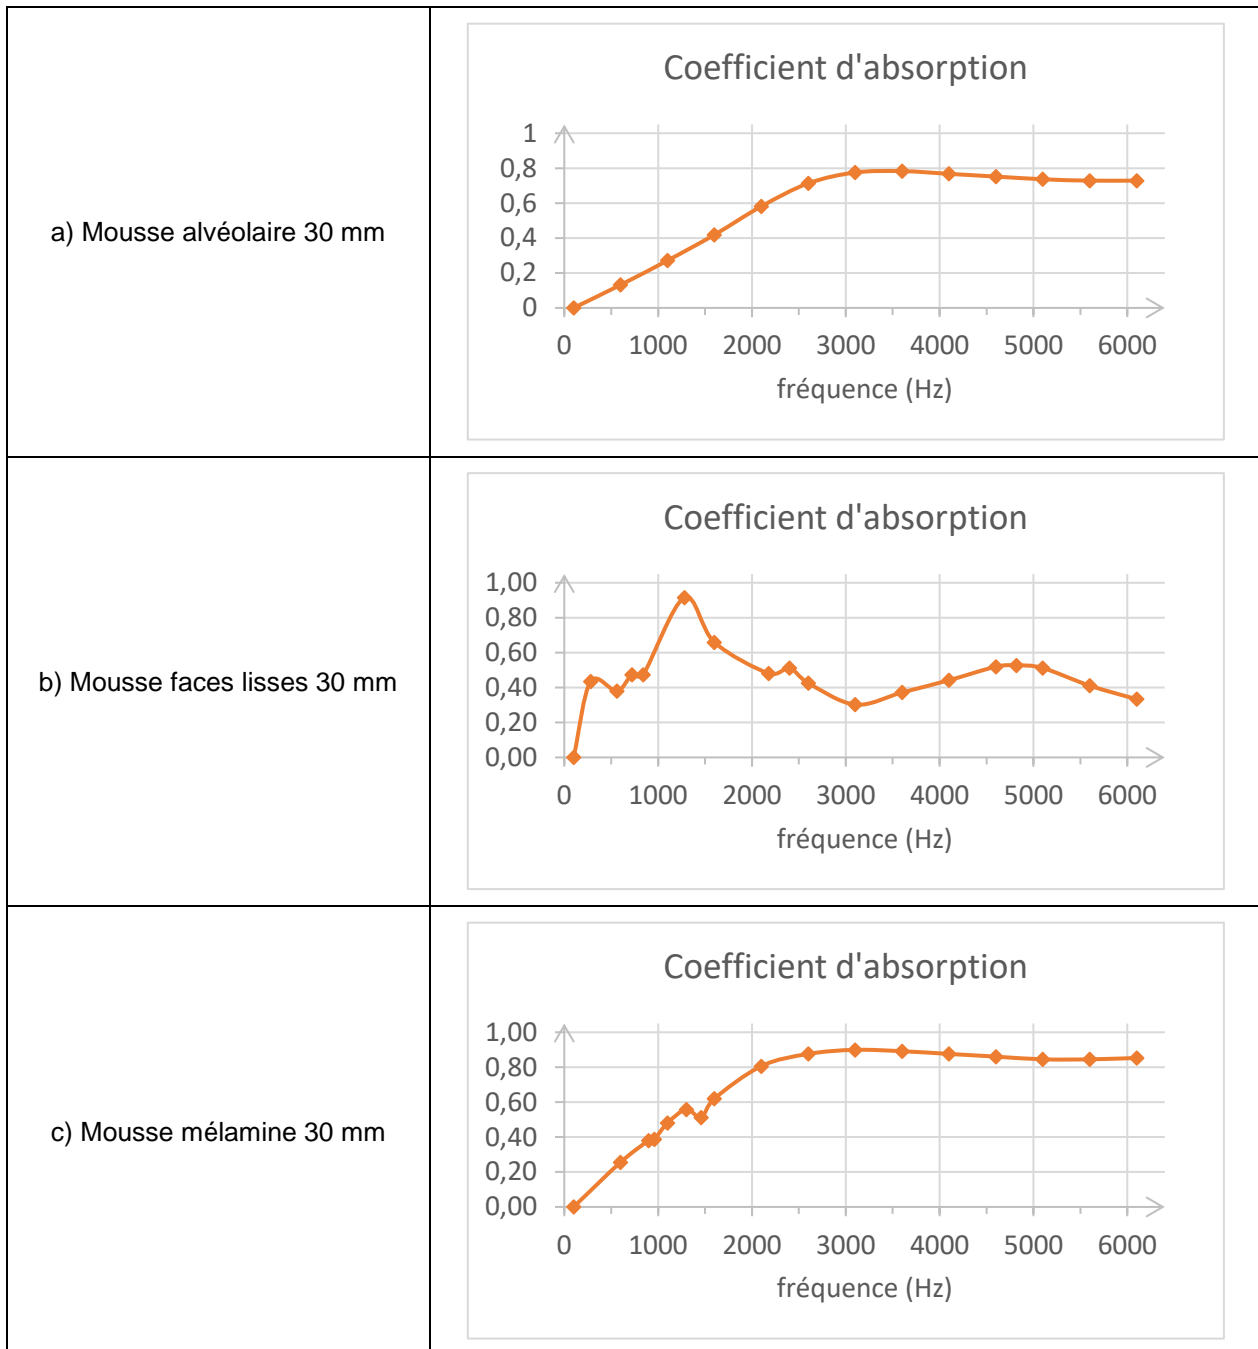 a) Mousse alvéolaire 30 mm
Coefficient d'absorption
1
0,8
0,6
0,4
0,2
0
0 1000 2000 3000 4000 5000 6000
fréquence (Hz)
b) Mousse faces lisses 30 mm
Coefficient d'absorption
1,00
0,80
0,60
0,40
0,20
0,00
0 1000 2000 3000 4000 5000 6000
fréquence (Hz)
c) Mousse mélamine 30 mm
Coefficient d'absorption
1,00
0,80
0,60
0,40
0,20
0,00
0 1000 2000 3000 4000 5000 6000
fréquence (Hz)